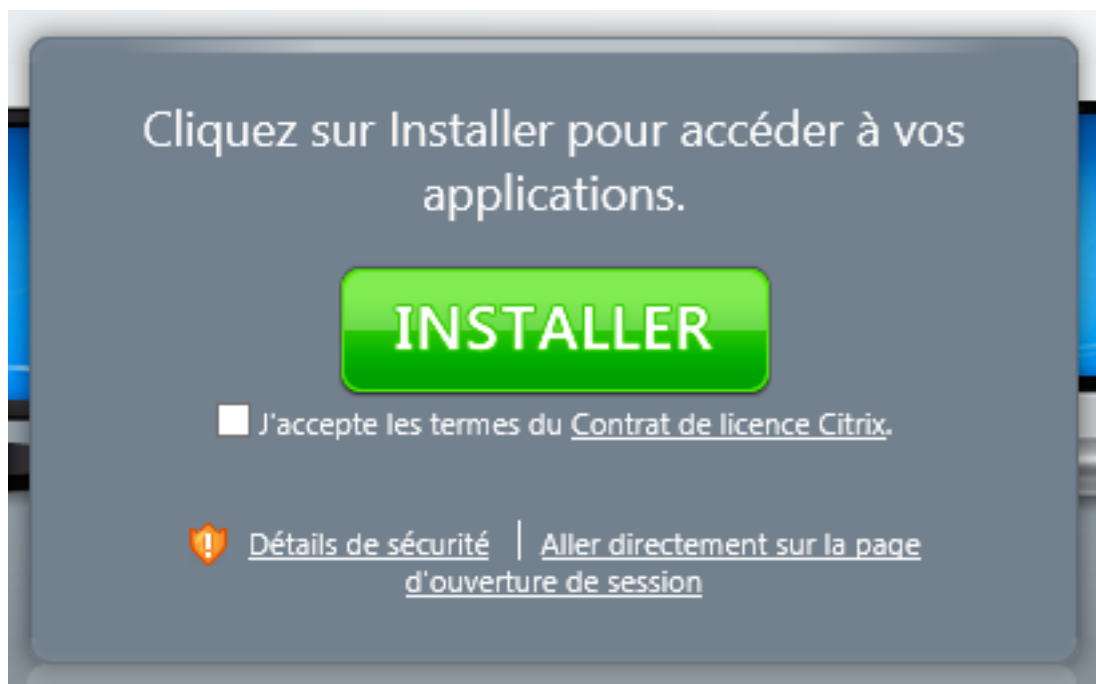 Cliquez sur Installer pour accéder à vos
applications.
INSTALLER
J'accepte les termes du Contrat de licence Citrix.
Détails de sécurité | Aller directement sur la page
d'ouverture de session